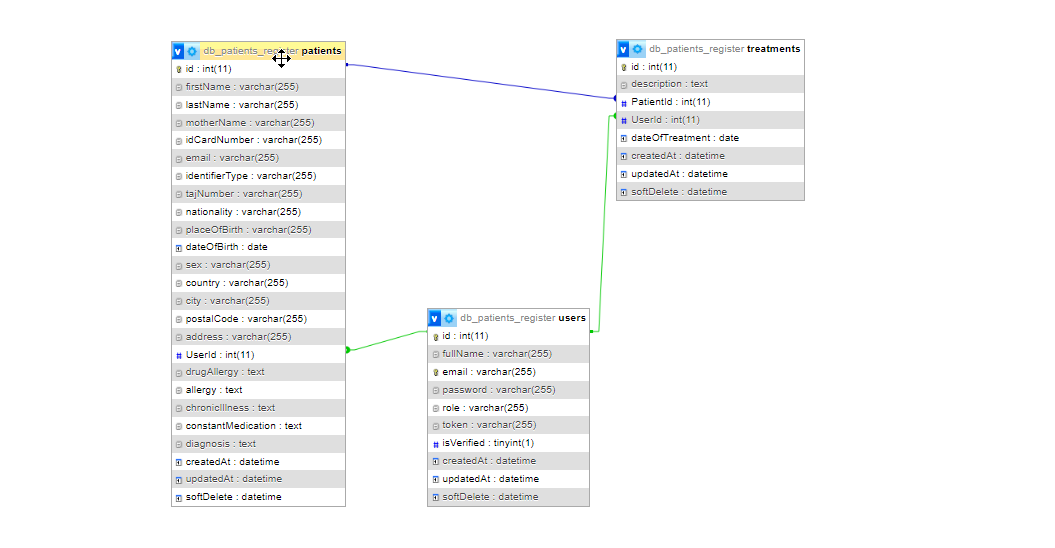 db_patients_register patients
id : int(11)
firstName : varchar(255)
lastName : varchar(255)
motherName : varchar(255)
idCardNumber : varchar(255)
email : varchar(255)
identifierType : varchar(255)
tajNumber : varchar(255)
nationality : varchar(255)
placeOfBirth : varchar(255)
dateOfBirth : date
sex : varchar(255)
country : varchar(255)
city : varchar(255)
postalCode : varchar(255)
address : varchar(255)
UserId : int(11)
drugAllergy : text
allergy : text
chronicIllness : text
constantMedication : text
diagnosis : text
createdAt : datetime
updatedAt : datetime
softDelete : datetime
v db_patients_register users
id : int(11)
fullName : varchar(255)
email : varchar(255)
password : varchar(255)
role : varchar(255)
token : varchar(255)
isVerified : tinyint(1)
createdAt : datetime
updatedAt : datetime
softDelete : datetime
v db_patients_register treatments
id : int(11)
description : text
PatientId : int(11)
UserId : int(11)
dateOfTreatment : date
createdAt : datetime
updatedAt : datetime
softDelete : datetime